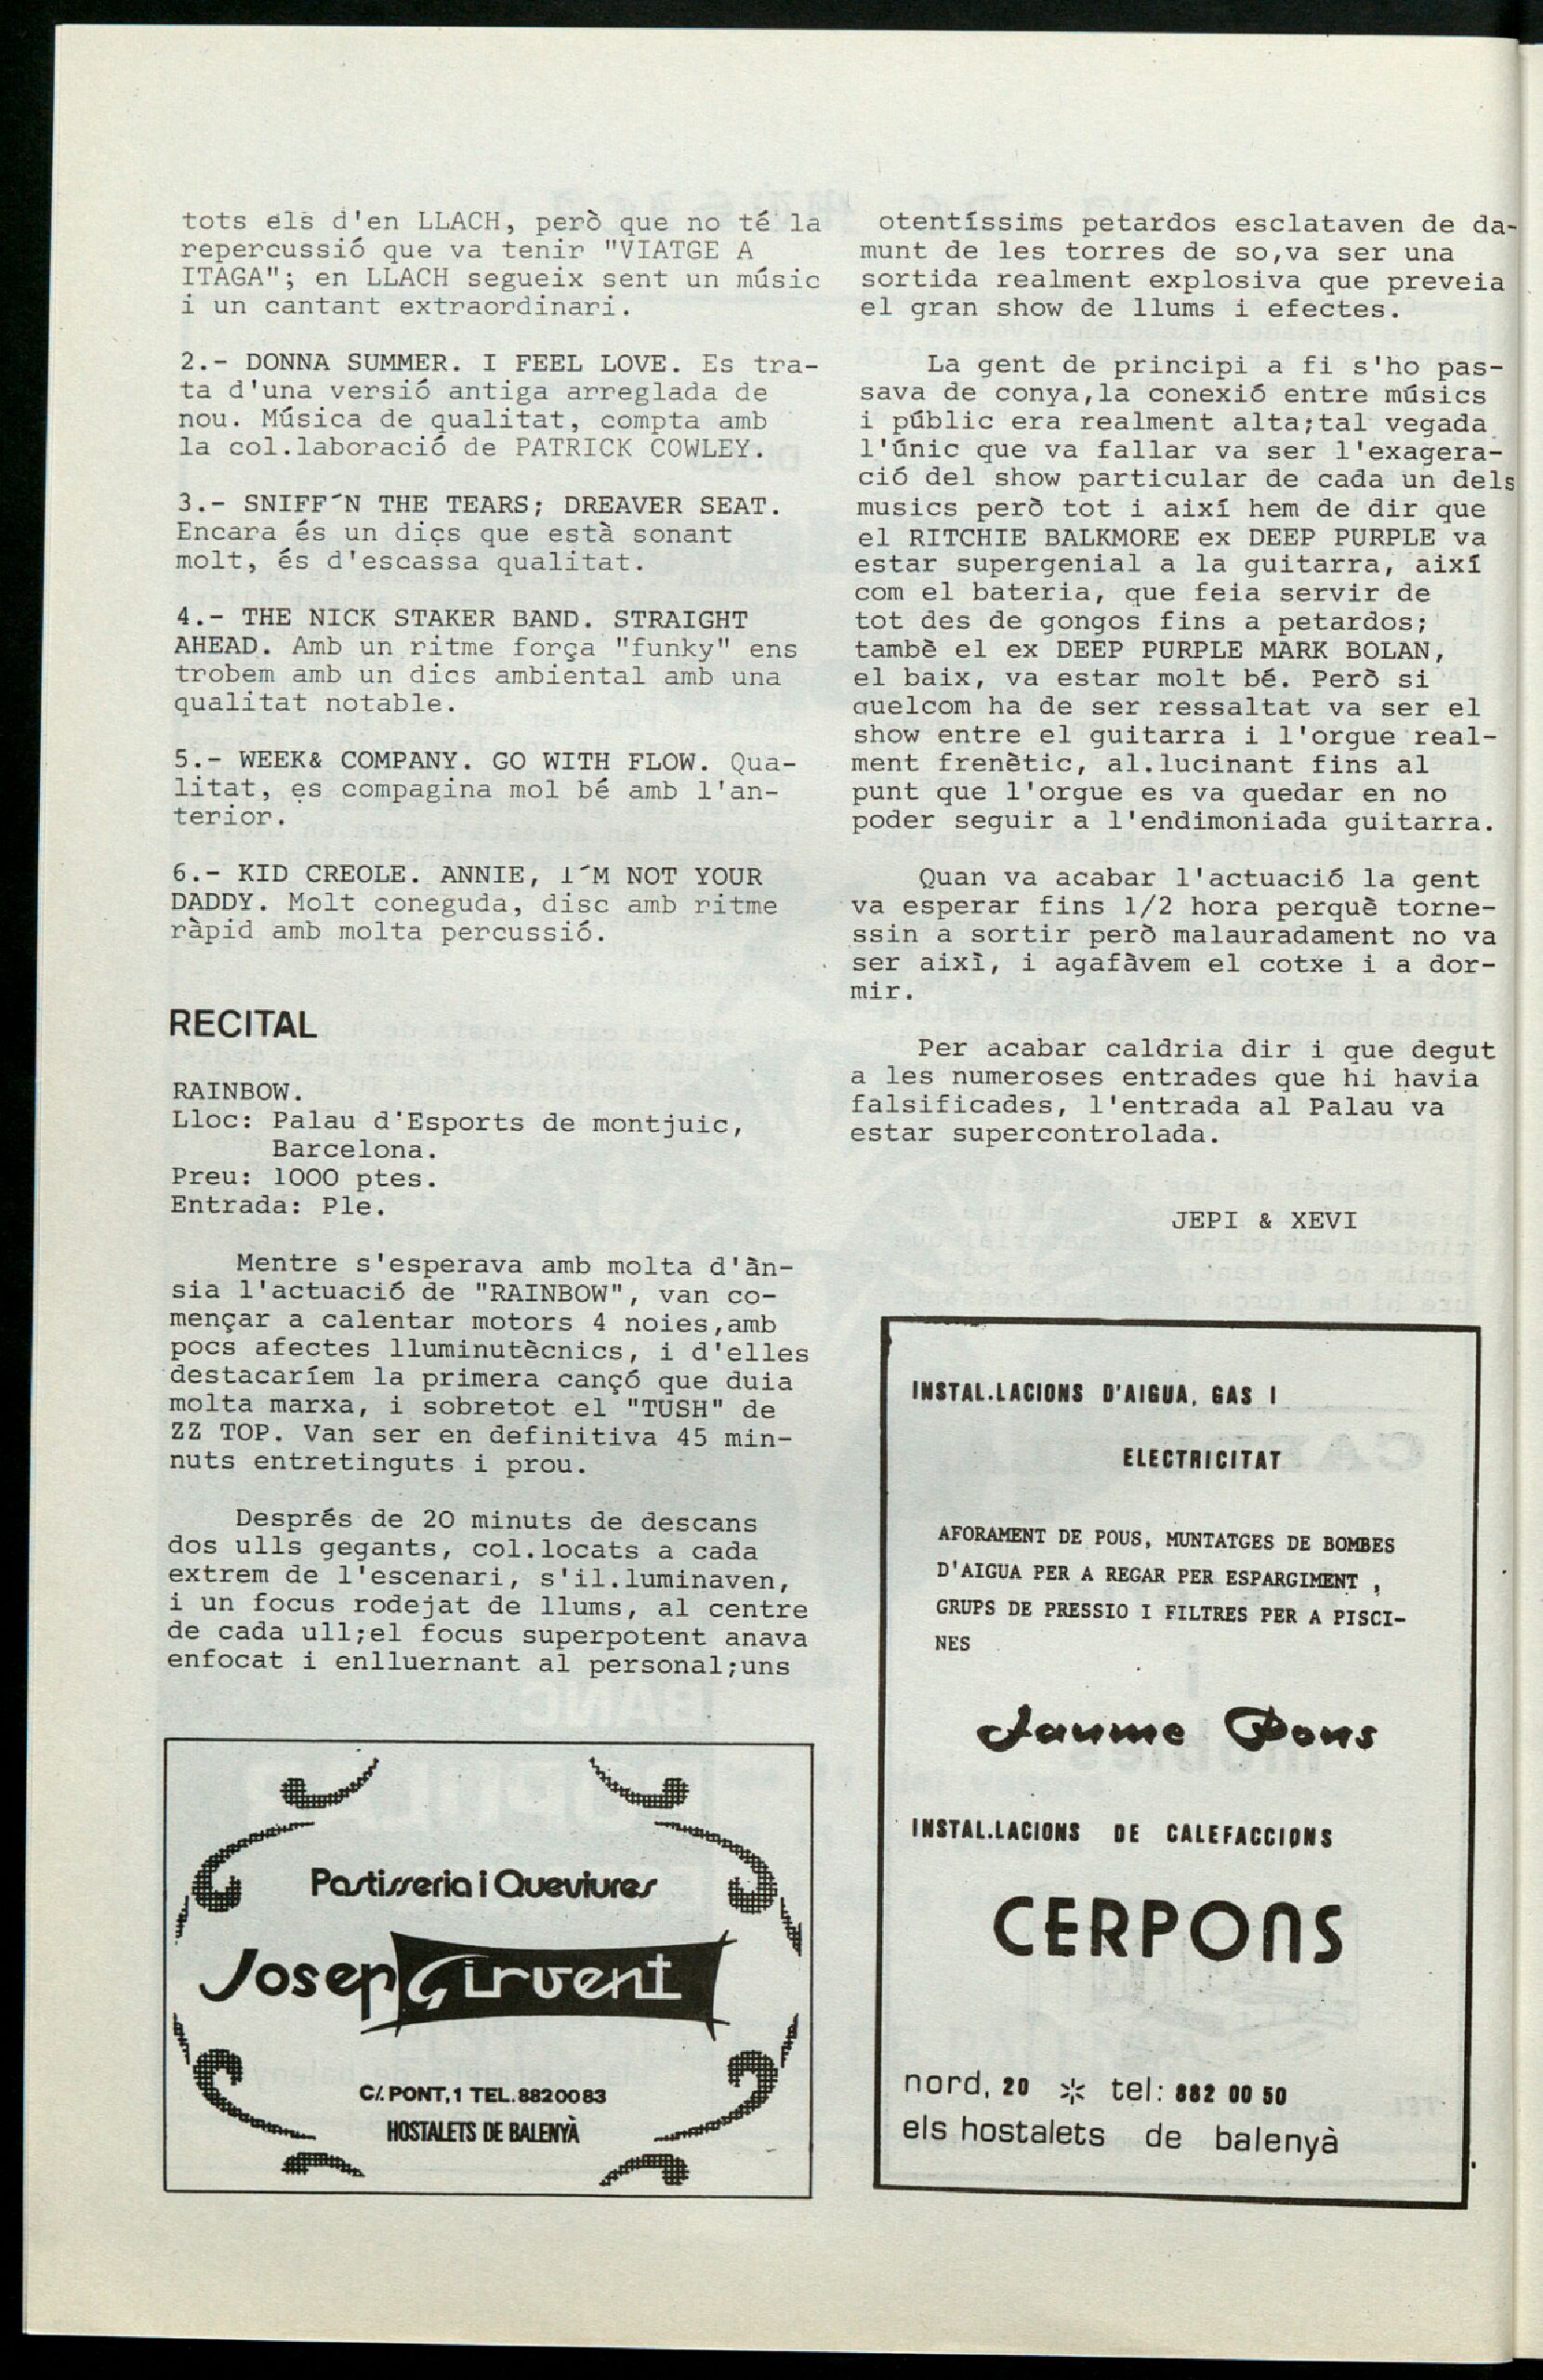 tots els d'en LLACH, però que no té la
repercussió que va tenir "VIATGE A
ITAGA"; en LLACH segueix sent un músic
i un cantant extraordinari.
2.- DONNA SUMMER. I FEEL LOVE. Es tra-
ta d'una versió antiga arreglada de
nou. Música de qualitat, compta amb
la col.laboració de PATRICK COWLEY.
3.- SNIFF´N THE TEARS; DREAVER SEAT.
Encara és un dics que està sonant
molt, és d'escassa qualitat.
4.- THE NICK STAKER BAND. STRAIGHT
AHEAD. Amb un ritme força "funky" ens
trobem amb un dics ambiental amb una
qualitat notable.
5.- WEEK& COMPANY. GO WITH FLOW. Qua-
litat, es compagina mol bé amb l'an-
terior.
6.- KID CREOLE. ANNIE, I´M NOT YOUR
DADDY. Molt coneguda, disc amb ritme
ràpid amb molta percussió.
RECITAL
RAINBOW.
Lloc: Palau d'Esports de montjuic,
Barcelona.
Preu: 1000 ptes.
Entrada: Ple.
Mentre s'esperava amb molta d'àn-
sia l'actuació de "RAINBOW", van co-
mençar a calentar motors 4 noies,amb
pocs afectes lluminutècnics, i d'elles
destacaríem la primera cançó que duia
molta marxa, i sobretot el "TUSH" de
ZZ TOP. Van ser en definitiva 45 min-
nuts entretinguts i prou.
Després de 20 minuts de descans
dos ulls gegants, col.locats a cada
extrem de l'escenari, s'il.luminaven,
i un focus rodejat de llums, al centre
de cada ull;el focus superpotent anava
enfocat i enlluernant al personal;uns
otentíssims petardos esclataven de da-
munt de les torres de so,va ser una
sortida realment explosiva que preveia
el gran show de llums i efectes.
La gent de principi a fi s'ho pas-
sava de conya,la conexió entre músics
i públic era realment alta;tal vegada
l'únic que va fallar va ser l'exagera-
ció del show particular de cada un dels
musics però tot i així hem de dir que
el RITCHIE BALKMORE ex DEEP PURPLE va
estar supergenial a la guitarra, així
com el bateria, que feia servir de
tot des de gongos fins a petardos;
tambè el ex DEEP PURPLE MARK BOLAN,
el baix, va estar molt bé. Però si
quelcom ha de ser ressaltat va ser el
show entre el guitarra i l'orgue real-
ment frenètic, al.lucinant fins al
punt que l'orgue es va quedar en no
poder seguir a l'endimoniada guitarra.
Quan va acabar l'actuació la gent
va esperar fins 1/2 hora perquè torne-
ssin a sortir però malauradament no va
ser aixì, i agafàvem el cotxe i a dor-
mir.
Per acabar caldria dir i que degut
a les numeroses entrades que hi havia
falsificades, l'entrada al Palau va
estar supercontrolada.
JEPI & XEVI
Pastisseria i Queviures
Josep Girvent
C/. PONT, 1 TEL. 8820083
HOSTALETS DE BALENYÀ
INSTAL.LACIONS D'AIGUA, GAS I
ELECTRICITAT
AFORAMENT DE POUS, MUNTATGES DE BOMBES
D'AIGUA PER A REGAR PER ESPARGIMENT ,
GRUPS DE PRESSIO I FILTRES PER A PISCI-
NES
Jaume Pons
INSTAL.LACIONS DE CALEFACCIONS
CERPONS
nord, 20 * tel: 882 00 50
els hostalets de balenyà